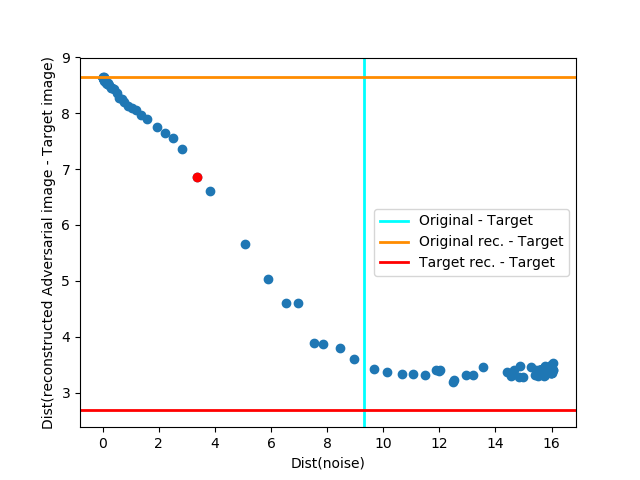 Dist(reconstructed Adversarial image - Target image)
9
8
7
6
5
4
3
Original - Target
Original rec. - Target
Target rec. - Target
0 2 4 6 8 10 12 14 16
Dist(noise)